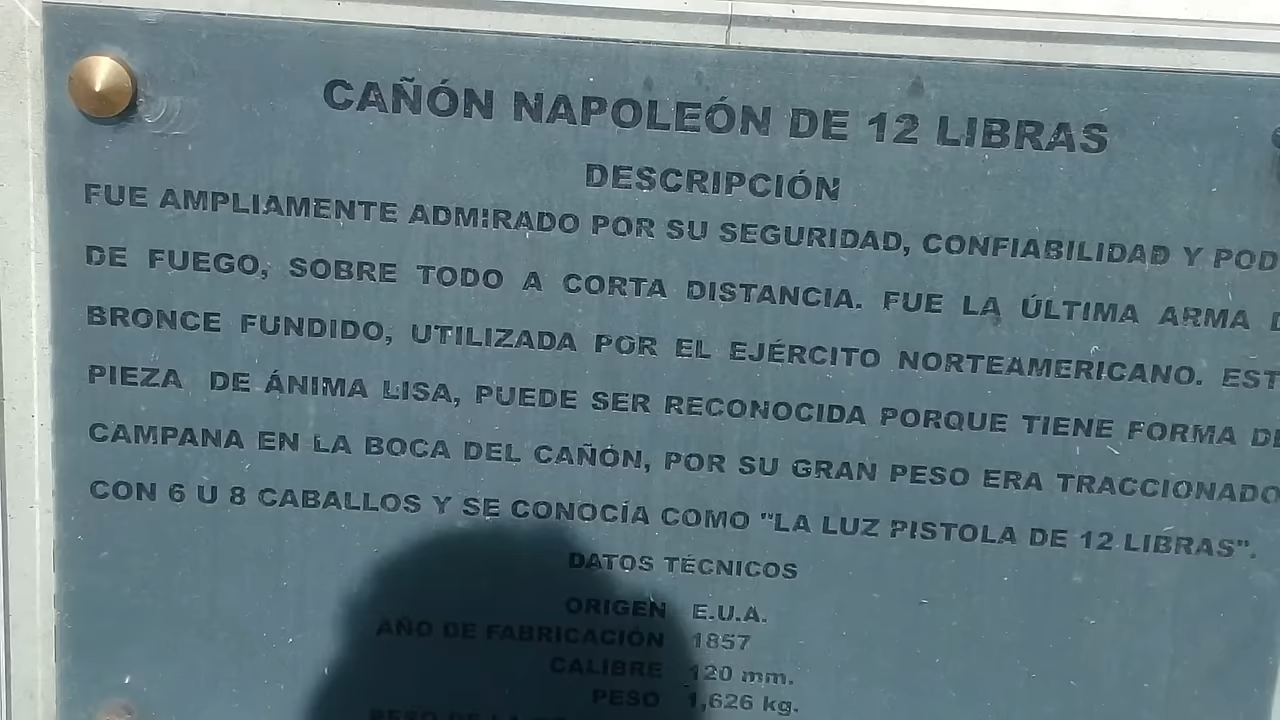 CAÑÓN NAPOLEÓN DE 12 LIBRAS
DESCRIPCIÓN
FUE AMPLIAMENTE ADMIRADO POR SU SEGURIDAD, CONFIABILIDAD Y POD
DE FUEGO, SOBRE TODO A CORTA DISTANCIA. FUE LA ÚLTIMA ARMA D
BRONCE FUNDIDO, UTILIZADA POR EL EJÉRCITO NORTEAMERICANO. EST
PIEZA DE ÁNIMA LISA, PUEDE SER RECONOCIDA PORQUE TIENE FORMA DE
CAMPANA EN LA BOCA DEL CAÑÓN, POR SU GRAN PESO ERA TRACCIONADO
CON 6 U 8 CABALLOS Y SE CONOCÍA COMO "LA LUZ PISTOLA DE 12 LIBRAS".
DATOS TÉCNICOS
ORIGEN E.U.A.
AÑO DE FABRICACIÓN 1857
CALIBRE 120 mm.
PESO 1,626 kg.